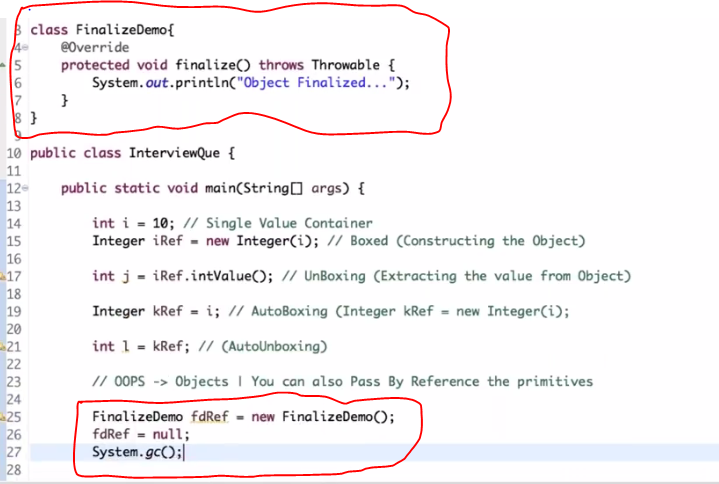 3 class FinalizeDemo{
4 @Override
5 protected void finalize() throws Throwable {
6 System.out.println("Object Finalized...");
7 }
8 }
9
10 public class InterviewQue {
11
12 public static void main(String[] args) {
13
14 int i = 10; // Single Value Container
15 Integer iRef = new Integer(i); // Boxed (Constructing the Object)
16
17 int j = iRef.intValue(); // UnBoxing (Extracting the value from Object)
18
19 Integer kRef = i; // AutoBoxing (Integer kRef = new Integer(i);
20
21 int l = kRef; // (AutoUnboxing)
22
23 // OOPS -> Objects | You can also Pass By Reference the primitives
24
25 FinalizeDemo fdRef = new FinalizeDemo();
26 fdRef = null;
27 System.gc();
28